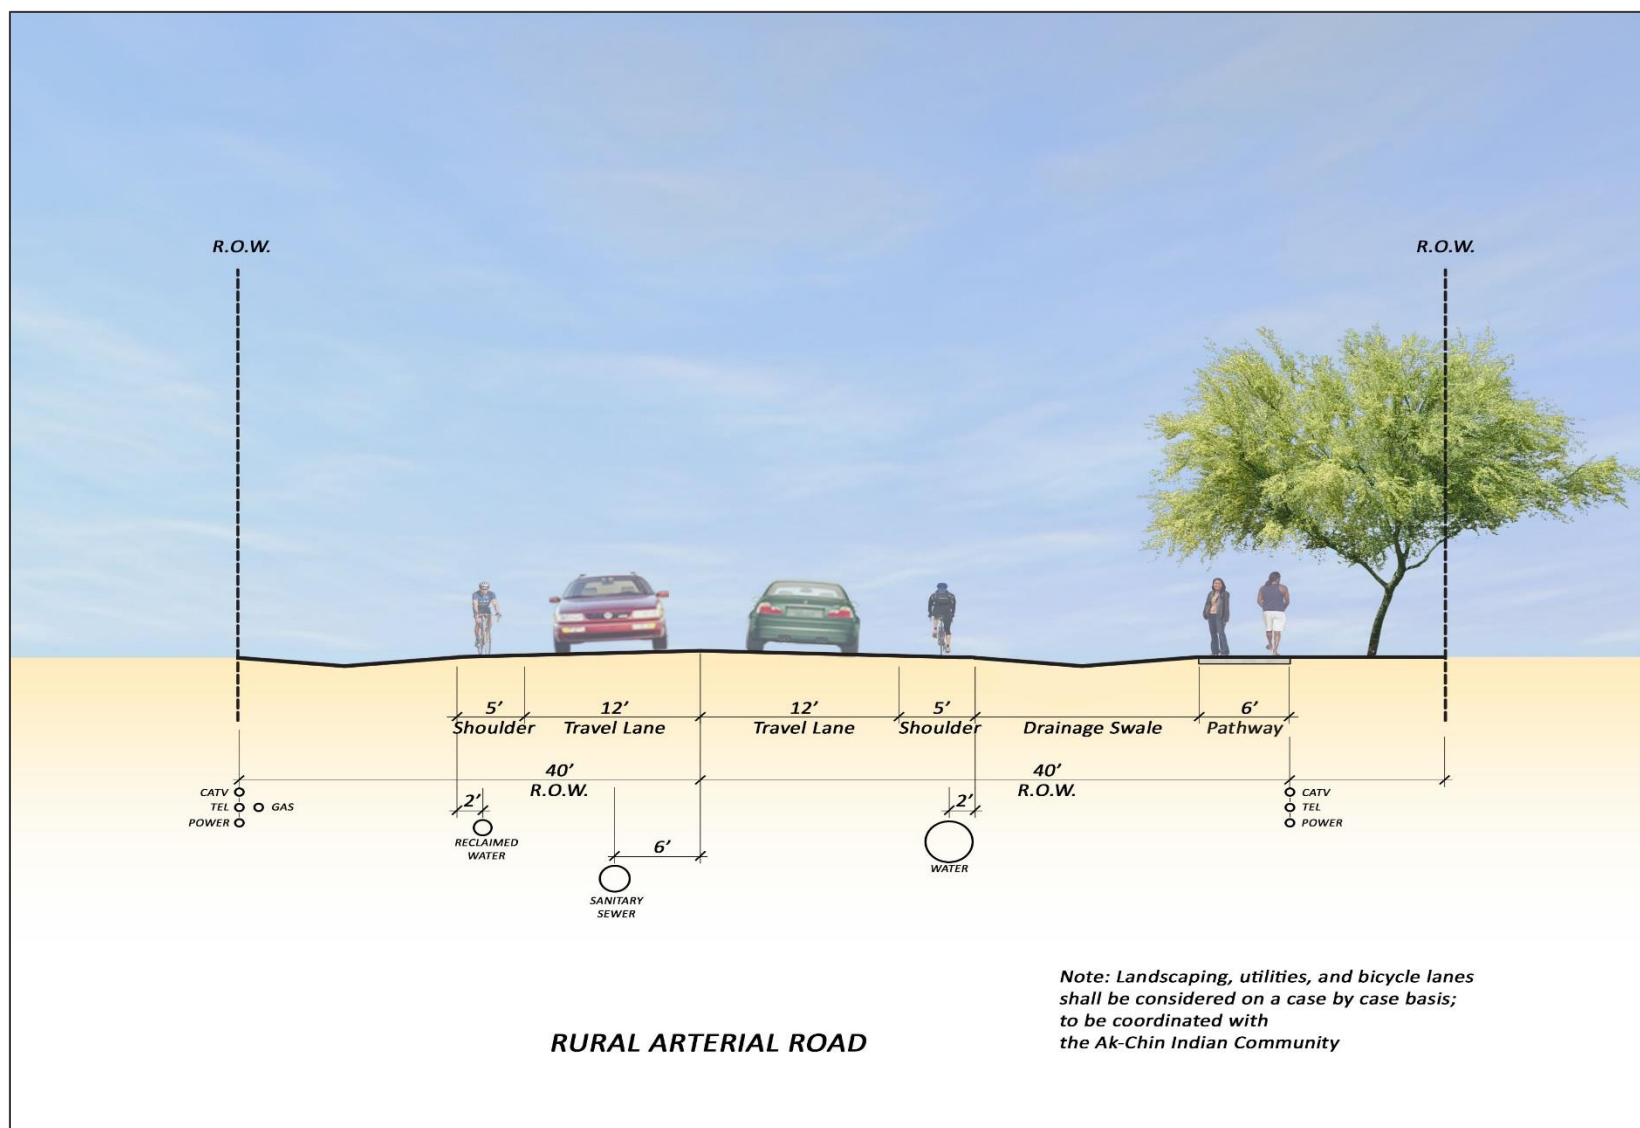 R.O.W.
R.O.W.
5’
12’
12’
5’
6’
Shoulder
Travel Lane
Travel Lane
Shoulder
Drainage Swale
Pathway
40’
R.O.W.
40’
R.O.W.
CATV
TEL
GAS
POWER
2’
RECLAIMED
WATER
6’
SANITARY
SEWER
2’
WATER
CATV
TEL
POWER
Note: Landscaping, utilities, and bicycle lanes
shall be considered on a case by case basis;
to be coordinated with
the Ak-Chin Indian Community
RURAL ARTERIAL ROAD